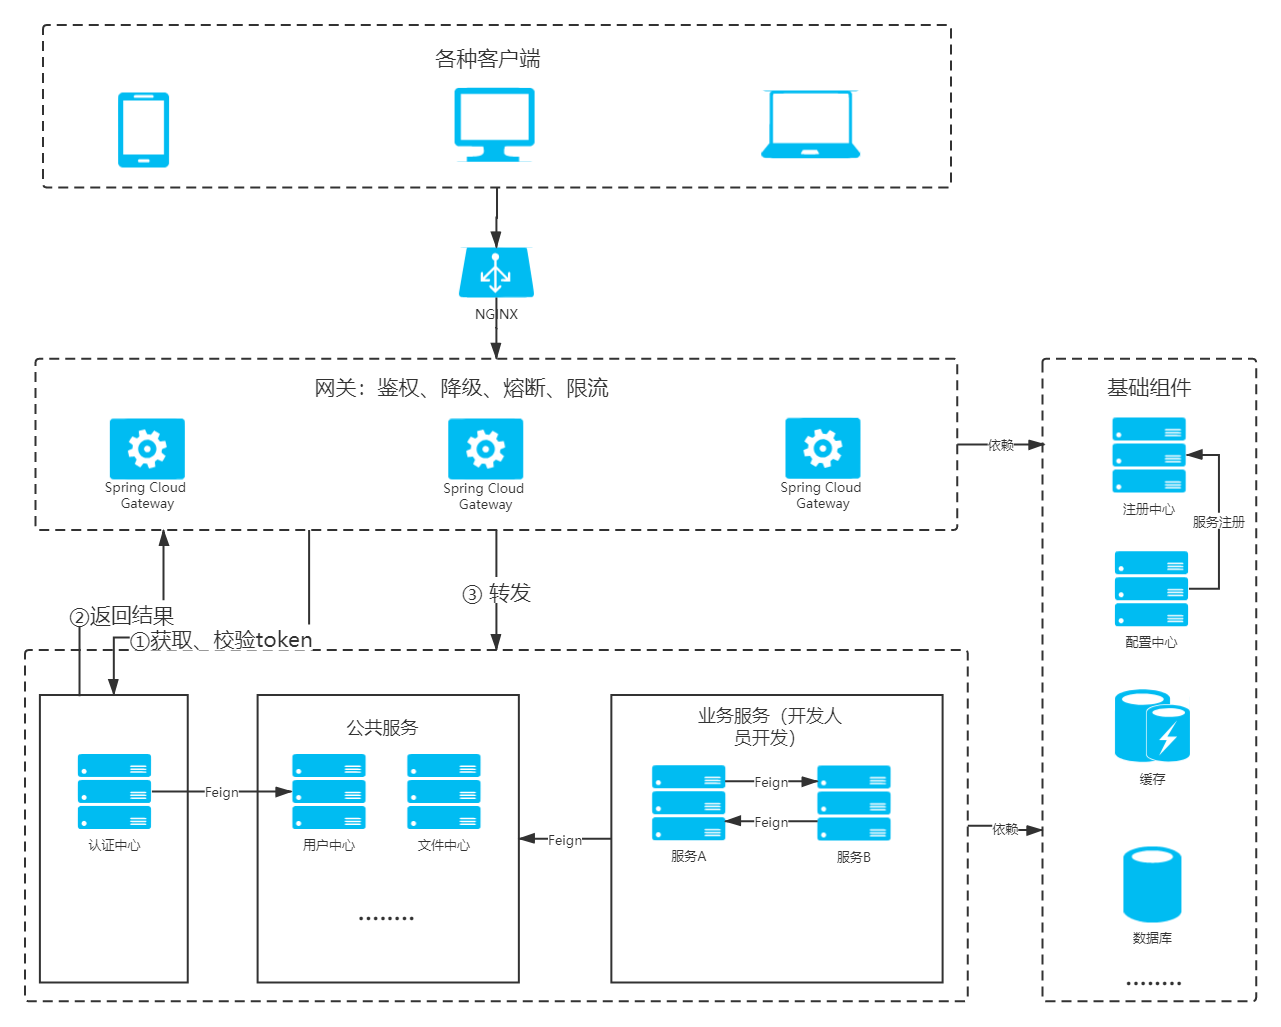 各种客户端
NGINX
网关：鉴权、降级、熔断、限流
Spring Cloud
Gateway
Spring Cloud
Gateway
Spring Cloud
Gateway
依赖
基础组件
注册中心
服务注册
配置中心
缓存
数据库
........
②返回结果
①获取、校验token
③ 转发
认证中心
Feign
公共服务
用户中心
文件中心
........
Feign
业务服务（开发人
员开发）
Feign
Feign
服务A
服务B
依赖